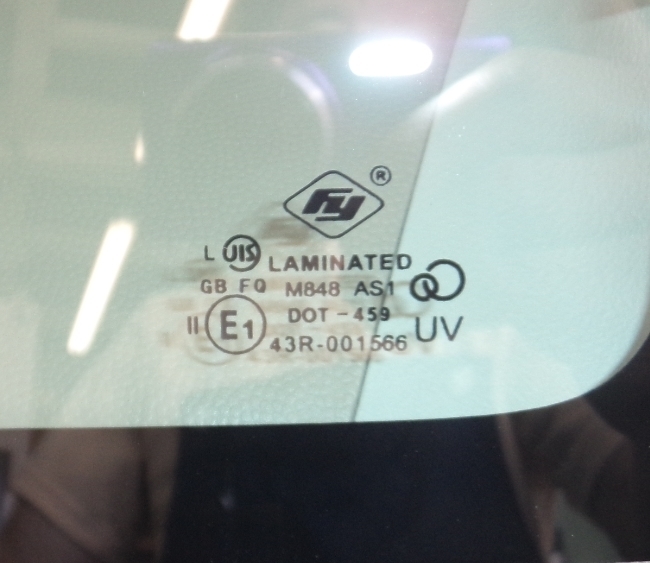 FY ®
L JIS LAMINATED
GB FQ M848 AS1
DOT - 459
II E1 43R-001566 UV